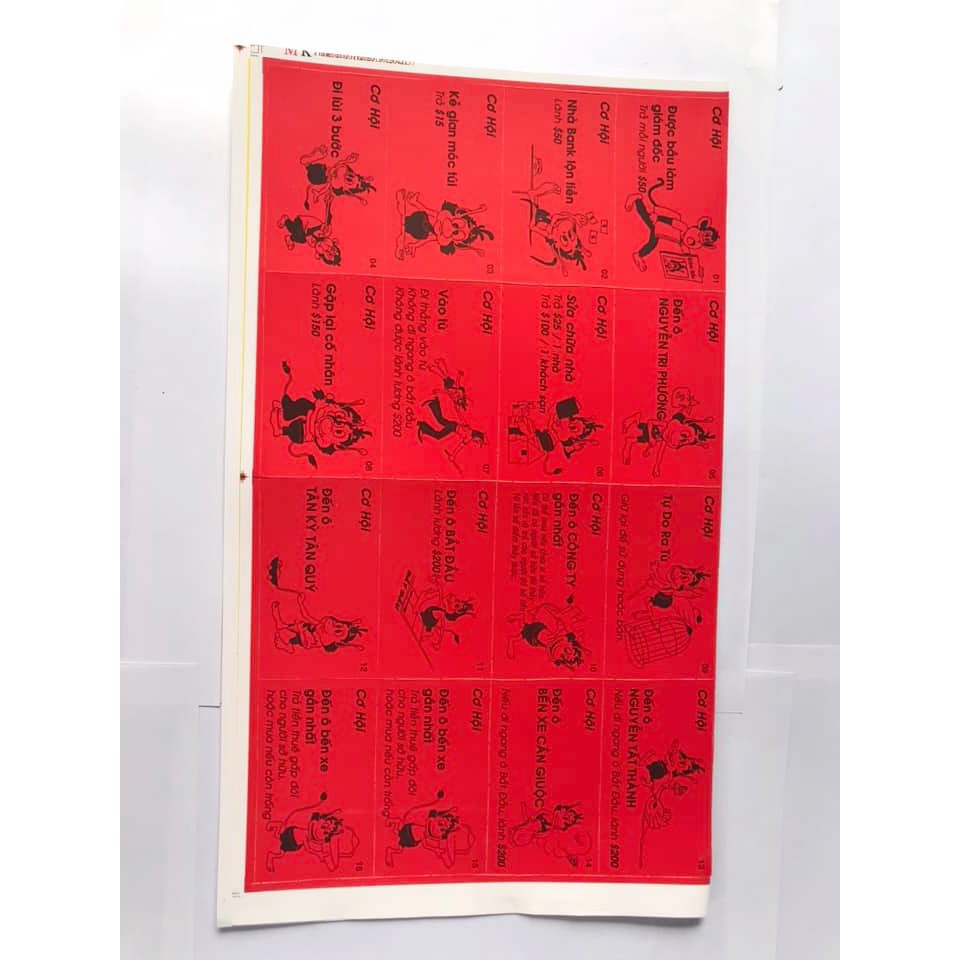 Cơ Hội
Được bầu làm
giám đốc
Trả mỗi người $50
01
Cơ Hội
Nhà Bank lộn tiền
Lãnh $50
02
Cơ Hội
Kẻ gian móc túi
Trả $15
03
Cơ Hội
Đi lùi 3 bước
04
Cơ Hội
Đến ô
NGUYỄN TRI PHƯƠNG
05
Cơ Hội
Sửa chữa nhà
Trả $25 / 1 nhà
Trả $100 / 1 khách sạn
06
Cơ Hội
Vào tù
Đi thẳng vào tù
Không đi ngang ô bắt đầu
Không được lãnh lương $200
07
Cơ Hội
Gặp lại cố nhân
Lãnh $150
08
Cơ Hội
Tự Do Ra Tù
Giữ lại để sử dụng hoặc bán
09
Cơ Hội
Đến ô CÔNG TY
gần nhất
10
Cơ Hội
Đến ô BẮT ĐẦU
Lãnh lương $200
11
Cơ Hội
Đến ô
TÂN KỲ TÂN QUÝ
12
Cơ Hội
Đến ô
NGUYỄN TẤT THÀNH
Nếu đi ngang ô Bắt Đầu, lãnh $200
13
Cơ Hội
Đến ô
BẾN XE CẦN GIUỘC
Nếu đi ngang ô Bắt Đầu, lãnh $200
14
Cơ Hội
Đến ô bến xe
gần nhất
Trả tiền thuê gấp đôi
cho người sở hữu,
hoặc mua nếu còn trống
15
Cơ Hội
Đến ô bến xe
gần nhất
Trả tiền thuê gấp đôi
cho người sở hữu,
hoặc mua nếu còn trống
16